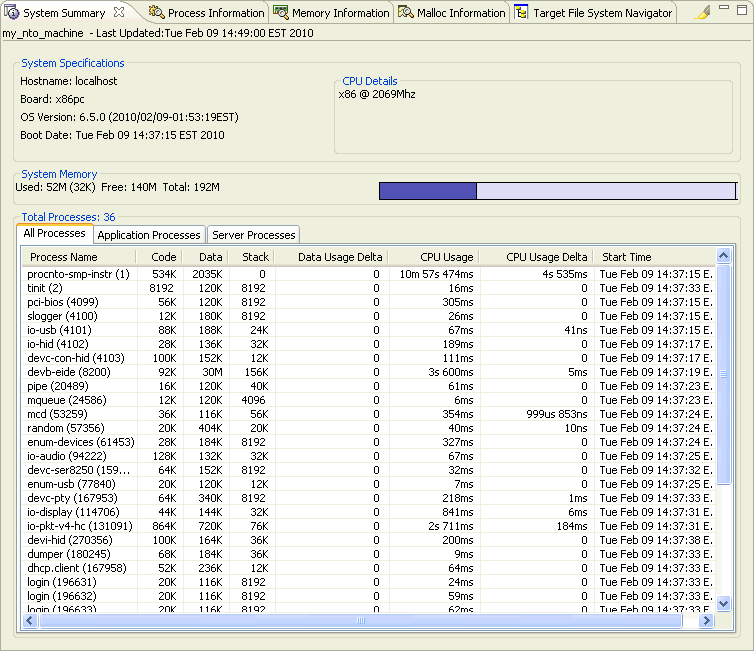 System Summary Process Information Memory Information Malloc Information Target File System Navigator
my_nto_machine - Last Updated:Tue Feb 09 14:49:00 EST 2010
System Specifications
Hostname: localhost
Board: x86pc
OS Version: 6.5.0 (2010/02/09-01:53:19EST)
Boot Date: Tue Feb 09 14:37:15 EST 2010
CPU Details
x86 @ 2069Mhz
System Memory
Used: 52M (32K) Free: 140M Total: 192M
Total Processes: 36
All Processes Application Processes Server Processes
Process Name Code Data Stack Data Usage Delta CPU Usage CPU Usage Delta Start Time
procnto-smp-instr (1) 534K 2035K 0 0 10m 57s 474ms 4s 535ms Tue Feb 09 14:37:15 E.
tinit (2) 8192 120K 8192 0 16ms 0 Tue Feb 09 14:37:33 E.
pci-bios (4099) 56K 120K 8192 0 305ms 0 Tue Feb 09 14:37:15 E.
slogger (4100) 12K 180K 8192 0 26ms 0 Tue Feb 09 14:37:15 E.
io-usb (4101) 88K 188K 24K 0 67ms 41ns Tue Feb 09 14:37:15 E.
io-hid (4102) 28K 136K 32K 0 189ms 0 Tue Feb 09 14:37:17 E.
devc-con-hid (4103) 100K 152K 12K 0 111ms 0 Tue Feb 09 14:37:17 E.
devb-eide (8200) 92K 30M 156K 0 3s 600ms 5ms Tue Feb 09 14:37:19 E.
pipe (20489) 16K 120K 40K 0 61ms 0 Tue Feb 09 14:37:23 E.
mqueue (24586) 12K 120K 4096 0 6ms 0 Tue Feb 09 14:37:24 E.
mcd (53259) 36K 116K 56K 0 354ms 999us 853ns Tue Feb 09 14:37:24 E.
random (57356) 20K 404K 20K 0 40ms 10ns Tue Feb 09 14:37:24 E.
enum-devices (61453) 28K 184K 8192 0 327ms 0 Tue Feb 09 14:37:24 E.
io-audio (94222) 128K 132K 32K 0 67ms 0 Tue Feb 09 14:37:25 E.
devc-ser8250 (159... 64K 152K 8192 0 32ms 0 Tue Feb 09 14:37:32 E.
enum-usb (77840) 20K 120K 12K 0 7ms 0 Tue Feb 09 14:37:25 E.
devc-pty (167953) 64K 340K 8192 0 218ms 1ms Tue Feb 09 14:37:33 E.
io-display (114706) 44K 144K 32K 0 841ms 6ms Tue Feb 09 14:37:31 E.
io-pkt-v4-hc (131091) 864K 720K 76K 0 2s 711ms 184ms Tue Feb 09 14:37:31 E.
devi-hid (270356) 100K 164K 36K 0 200ms 0 Tue Feb 09 14:37:38 E.
dumper (180245) 68K 184K 36K 0 9ms 0 Tue Feb 09 14:37:33 E.
dhcp.client (167958) 52K 236K 12K 0 64ms 0 Tue Feb 09 14:37:33 E.
login (196631) 20K 116K 8192 0 24ms 0 Tue Feb 09 14:37:33 E.
login (196632) 20K 116K 8192 0 59ms 0 Tue Feb 09 14:37:33 E.
login (196633) 20K 116K 8192 0 62ms 0 Tue Feb 09 14:37:33 E.